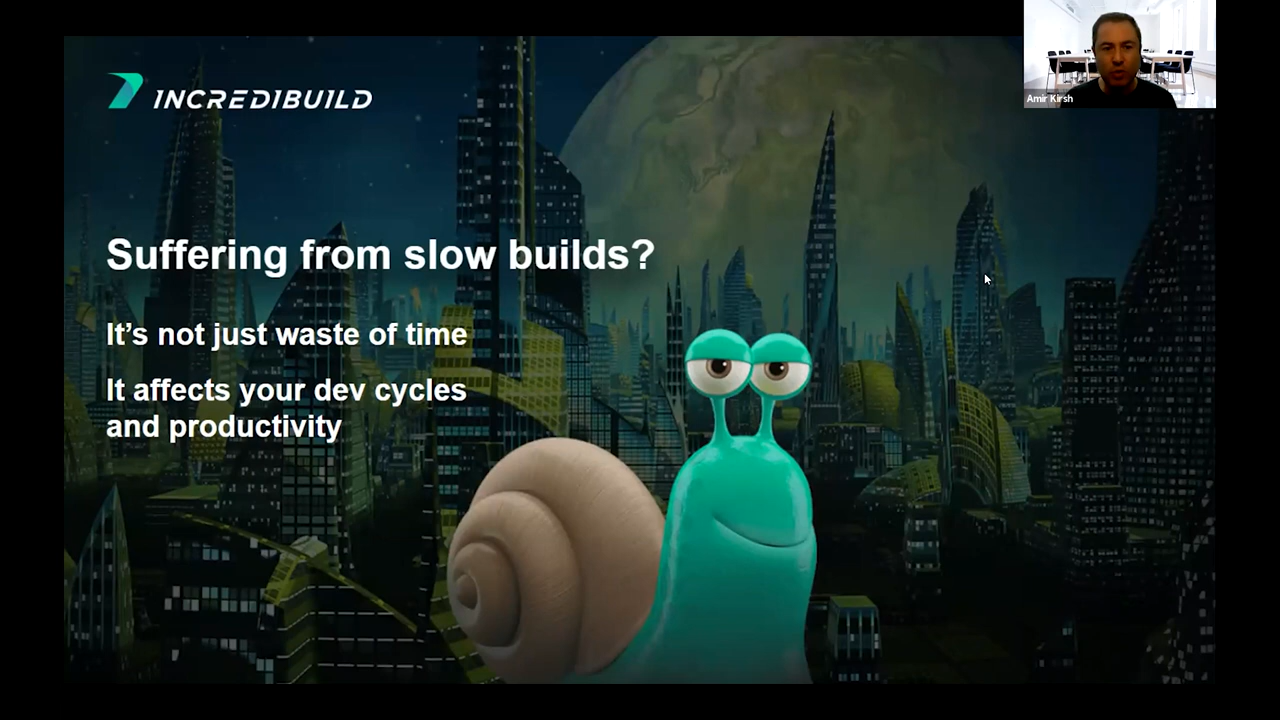 INCREDIBUILD
Amir Kirsh
Suffering from slow builds?
It’s not just waste of time
It affects your dev cycles
and productivity